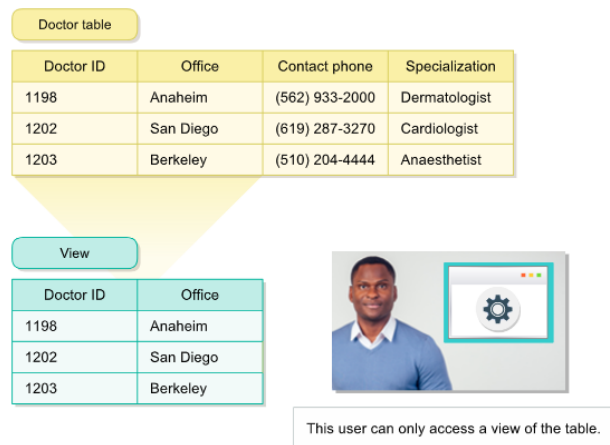 Doctor table
Doctor ID Office Contact phone Specialization
1198 Anaheim (562) 933-2000 Dermatologist
1202 San Diego (619) 287-3270 Cardiologist
1203 Berkeley (510) 204-4444 Anaesthetist
View
Doctor ID Office
1198 Anaheim
1202 San Diego
1203 Berkeley
This user can only access a view of the table.